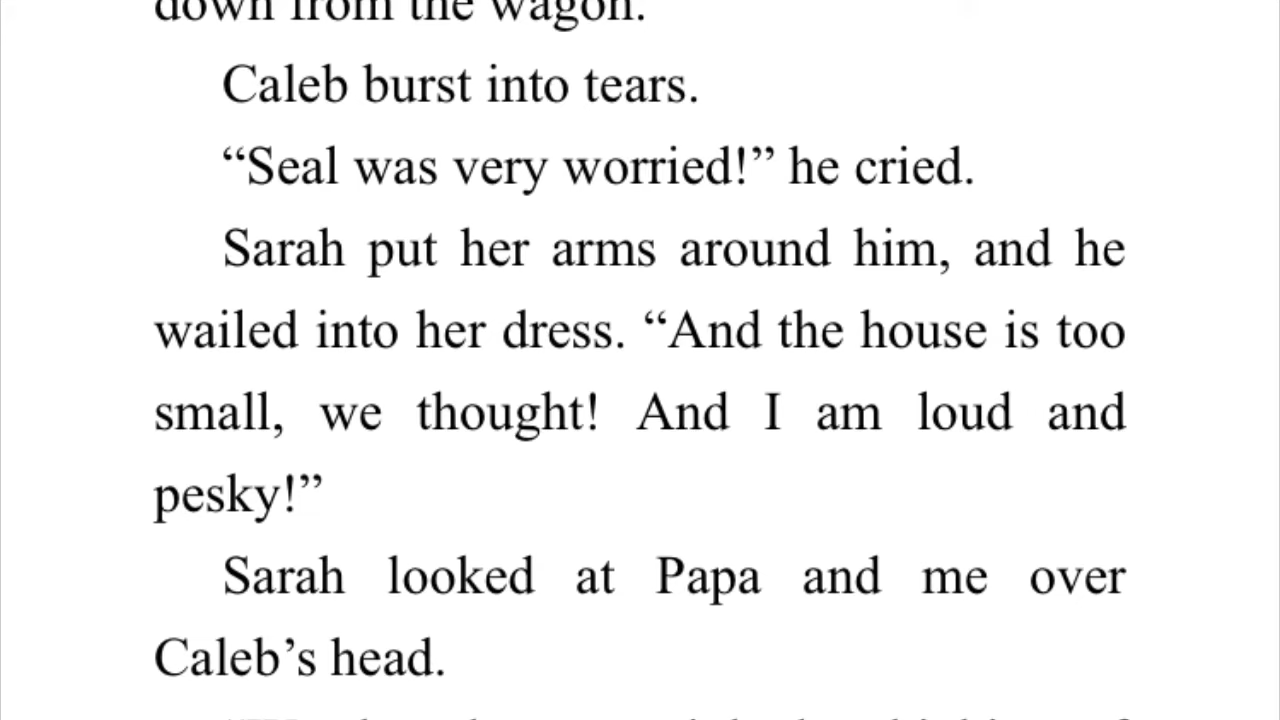 down from the wagon.
Caleb burst into tears.
“Seal was very worried!” he cried.
Sarah put her arms around him, and he
wailed into her dress. “And the house is too
small, we thought! And I am loud and
pesky!”
Sarah looked at Papa and me over
Caleb’s head.